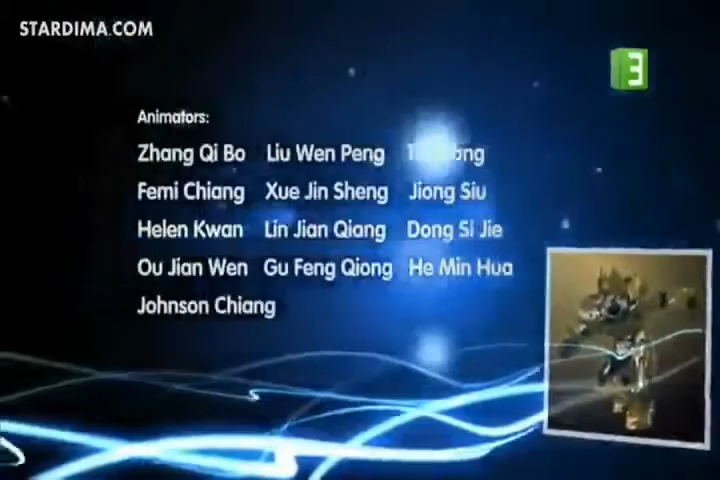 STARDIMA.COM
3
Animators:
Zhang Qi Bo Liu Wen Peng
Femi Chiang Xue Jin Sheng Jiong Siu
Helen Kwan Lin Jian Qiang Dong Si Jie
Ou Jian Wen Gu Feng Qiong He Min Hua
Johnson Chiang